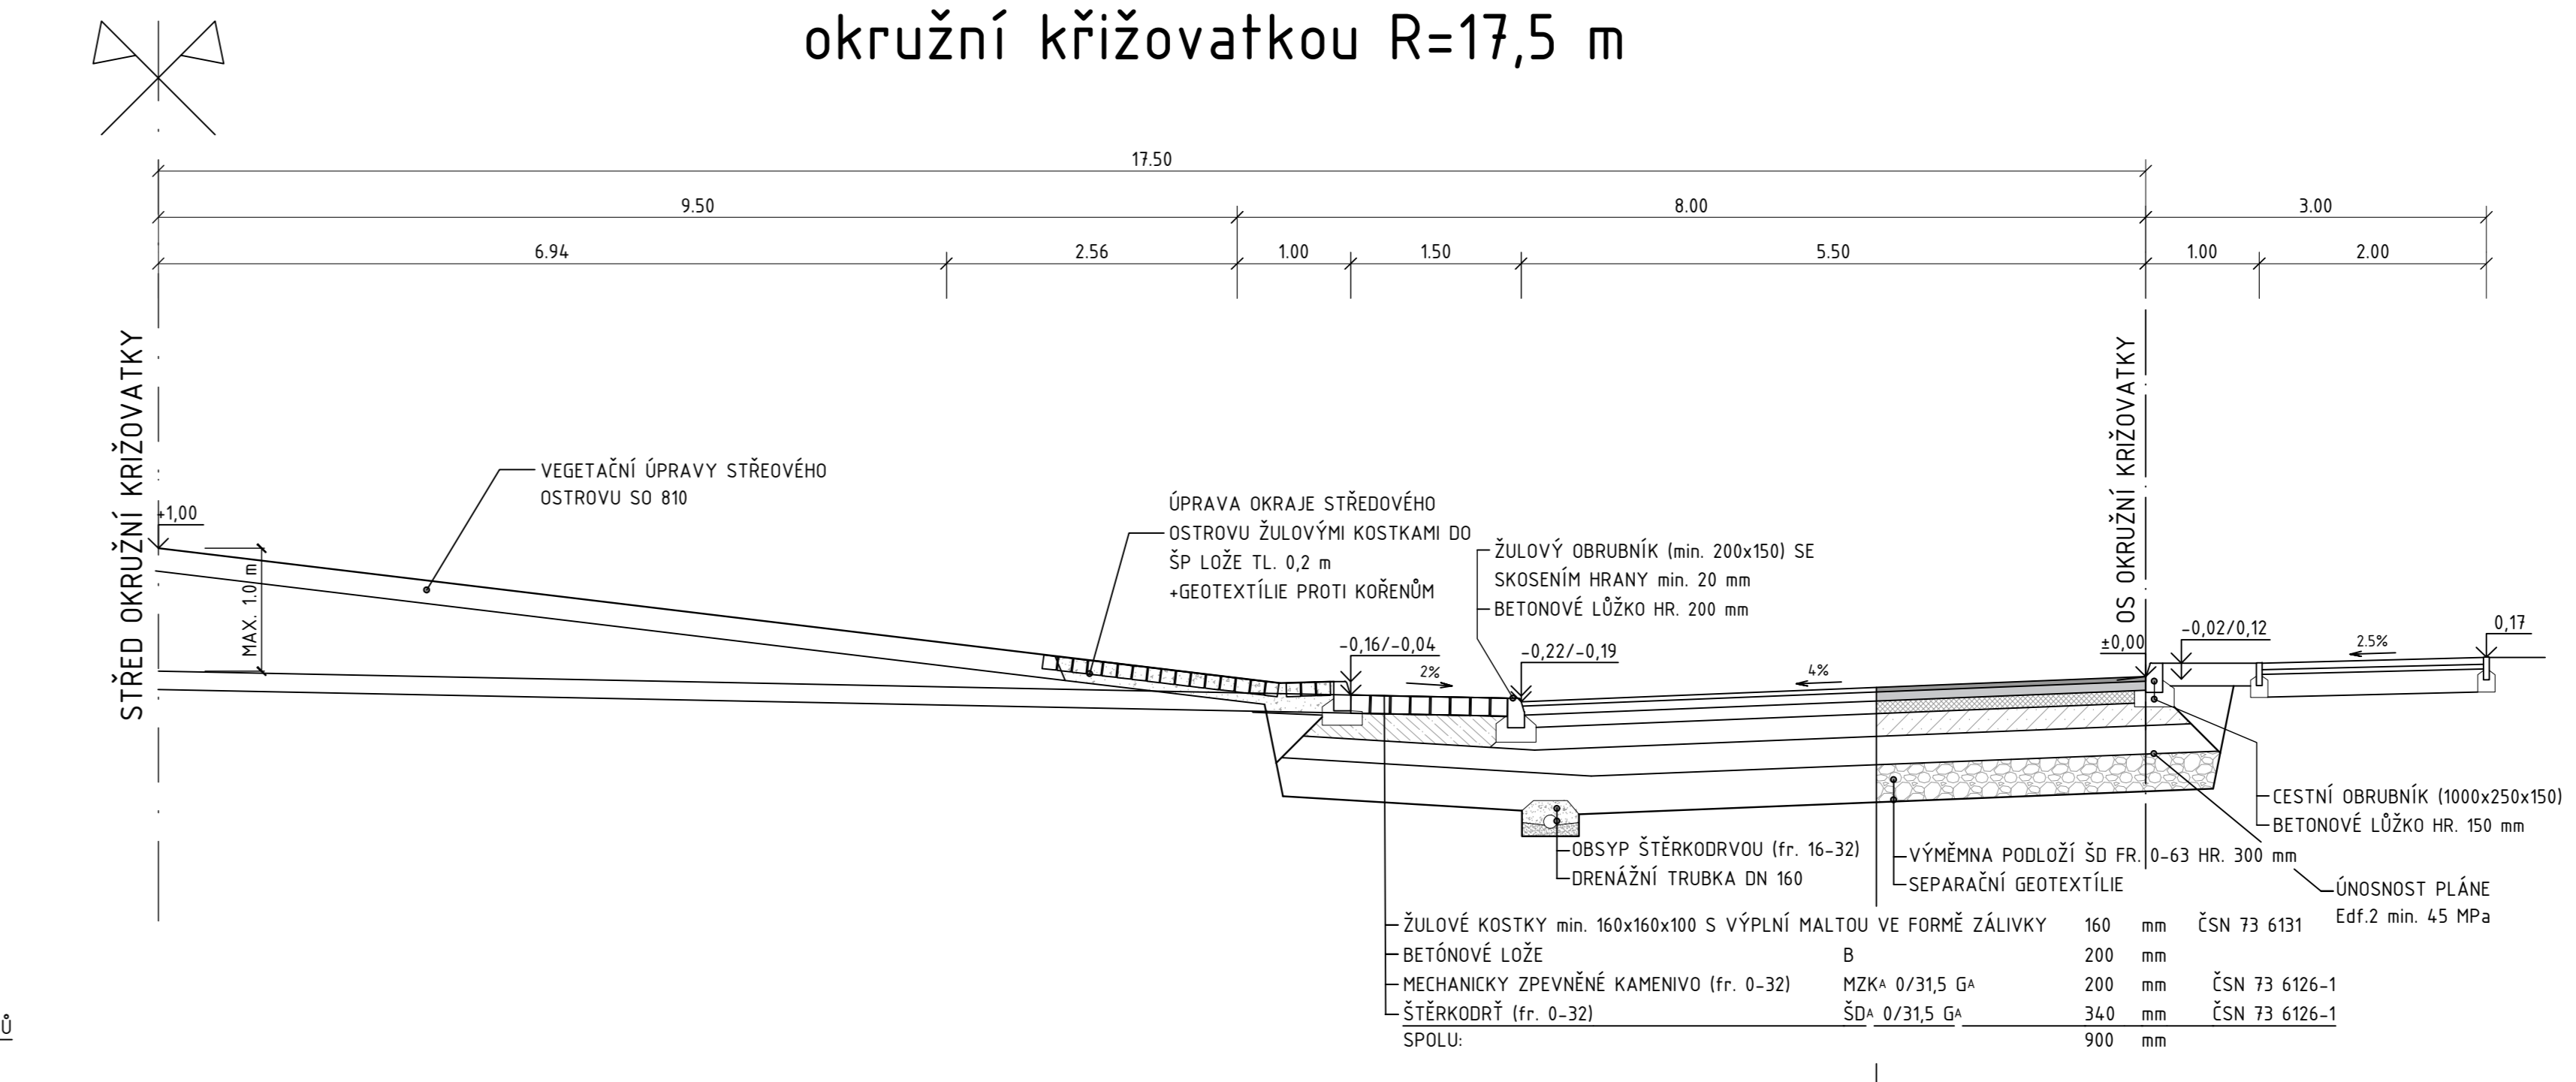 okružní křižovatkou R=17,5 m
17.50
9.50 8.00 3.00
6.94 2.56 1.00 1.50 5.50 1.00 2.00
STŘED OKRUŽNÍ KRIŽOVATKY
OS OKRUŽNÍ KRIŽOVATKY
VEGETAČNÍ ÚPRAVY STŘEOVÉHO
OSTROVU SO 810
+1,00
MAX. 1.0 m
ÚPRAVA OKRAJE STŘEDOVÉHO
OSTROVU ŽULOVÝMI KOSTKAMI DO
ŠP LOŽE TL. 0,2 m
+GEOTEXTÍLIE PROTI KOŘENŮM
ŽULOVÝ OBRUBNÍK (min. 200x150) SE
SKOSENÍM HRANY min. 20 mm
BETONOVÉ LŮŽKO HR. 200 mm
-0,16/-0,04
2%
-0,22/-0,19
4%
±0,00
-0,02/0,12
2.5%
0,17
CESTNÍ OBRUBNÍK (1000x250x150)
BETONOVÉ LŮŽKO HR. 150 mm
OBSYP ŠTĚRKODRVOU (fr. 16-32)
DRENÁŽNÍ TRUBKA DN 160
VÝMĚMNA PODLOŽÍ ŠD FR. 0-63 HR. 300 mm
SEPARAČNÍ GEOTEXTÍLIE
ÚNOSNOST PLÁNE
Edf.2 min. 45 MPa
ŽULOVÉ KOSTKY min. 160x160x100 S VÝPLNÍ MALTOU VE FORMĚ ZÁLIVKY 160 mm ČSN 73 6131
BETÓNOVÉ LOŽE B 200 mm
MECHANICKY ZPEVNĚNÉ KAMENIVO (fr. 0-32) MZKA 0/31,5 GA 200 mm ČSN 73 6126-1
ŠTĚRKODRŤ (fr. 0-32) ŠDA 0/31,5 GA 340 mm ČSN 73 6126-1
SPOLU: 900 mm
Ů